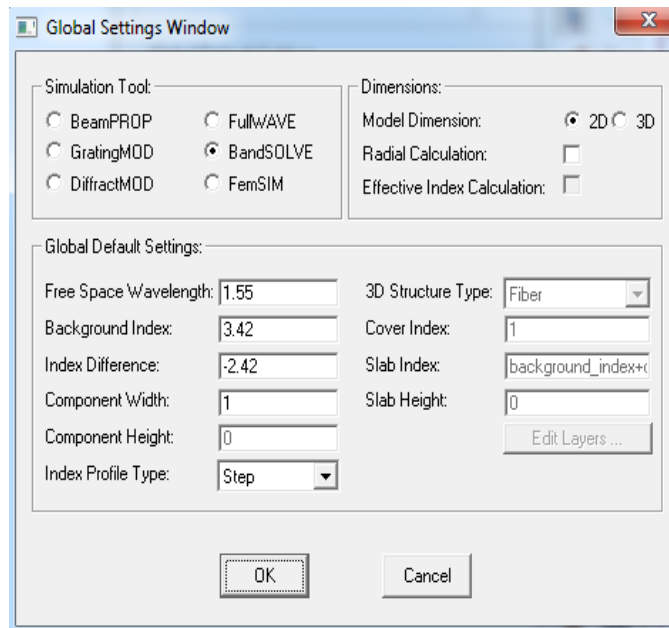 Global Settings Window
Simulation Tool:
BeamPROP FullWAVE
GratingMOD BandSOLVE
DiffractMOD FemSIM
Dimensions:
Model Dimension: 2D 3D
Radial Calculation:
Effective Index Calculation:
Global Default Settings:
Free Space Wavelength: 1.55
Background Index: 3.42
Index Difference: -2.42
Component Width: 1
Component Height: 0
Index Profile Type: Step
3D Structure Type: Fiber
Cover Index: 1
Slab Index: background_index+
Slab Height: 0
Edit Layers ...
OK Cancel